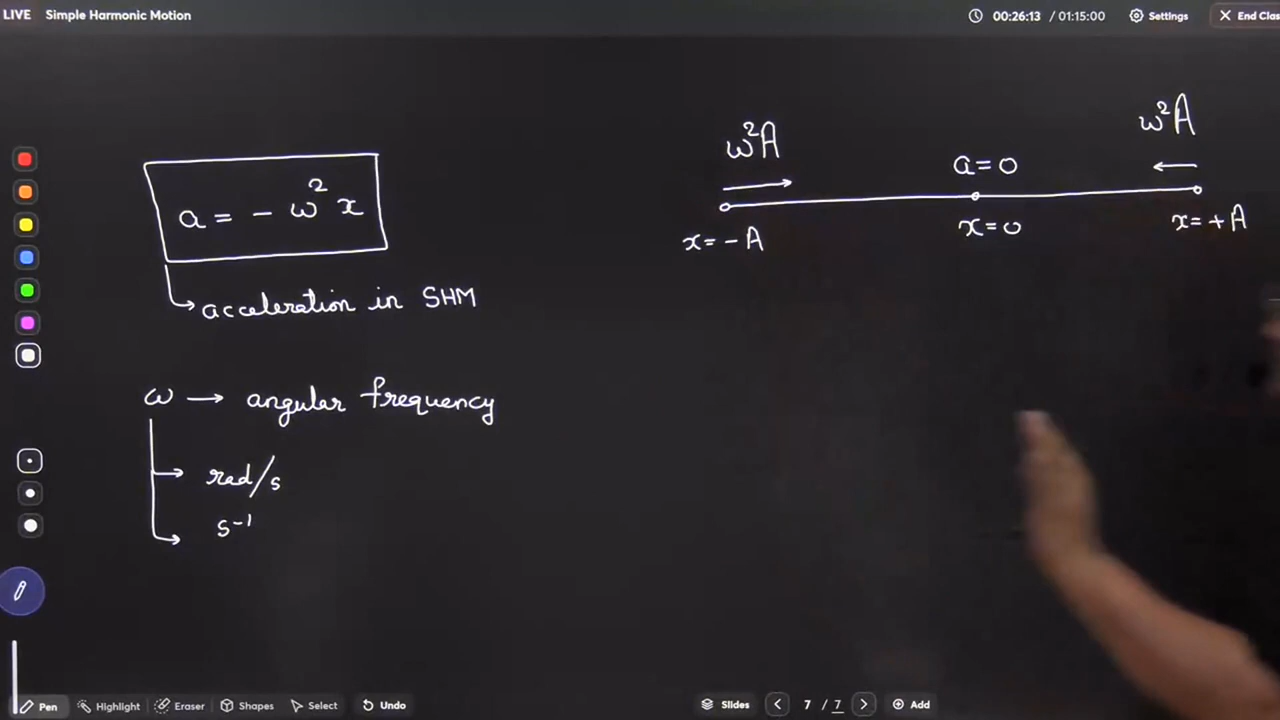 LIVE Simple Harmonic Motion
00:26:13 / 01:15:00 Settings End Clas
a = - ω² x
acceleration in SHM
ω → angular frequency
rad/s
s⁻¹
ω²A
a = 0
ω²A
x = - A
x = 0
x = + A
Pen Highlight Eraser Shapes Select Undo Slides 7 / 7 Add